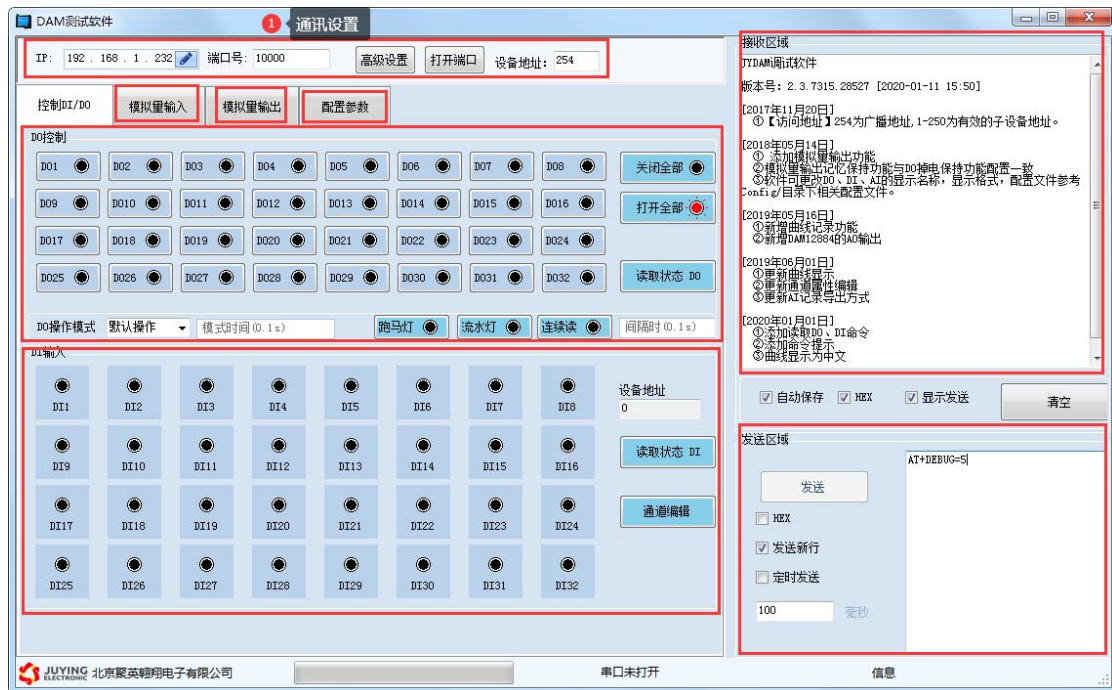 DAM测试软件
1 通讯设置
IP: 192 . 168 . 1 . 232 端口号: 10000 高级设置 打开端口 设备地址: 254
控制DI/DO 模拟量输入 模拟量输出 配置参数
DO控制
DO1 DO2 DO3 DO4 DO5 DO6 DO7 DO8 关闭全部
DO9 DO10 DO11 DO12 DO13 DO14 DO15 DO16 打开全部
DO17 DO18 DO19 DO20 DO21 DO22 DO23 DO24
DO25 DO26 DO27 DO28 DO29 DO30 DO31 DO32 读取状态 DO
DO操作模式 默认操作 模式时间(0.1s) 跑马灯 流水灯 连续读 间隔时(0.1s)
DI输入
DI1 DI2 DI3 DI4 DI5 DI6 DI7 DI8
设备地址
0
DI9 DI10 DI11 DI12 DI13 DI14 DI15 DI16
读取状态 DI
DI17 DI18 DI19 DI20 DI21 DI22 DI23 DI24
通道编辑
DI25 DI26 DI27 DI28 DI29 DI30 DI31 DI32
接收区域
JYDAM调试软件
版本号: 2.3.7315.28527 [2020-01-11 15:50]
[2017年11月20日]
①【访问地址】254为广播地址,1-250为有效的子设备地址。
[2018年05月14日]
① 添加模拟量输出功能
②模拟量输出记忆保持功能与DO掉电保持功能配置一致
③软件可更改DO、DI、AI的显示名称，显示格式，配置文件参考
Config/目录下相关配置文件。
[2019年05月16日]
①新增曲线记录功能
②新增DAM12884的AO输出
[2019年06月01日]
①更新曲线显示
②更新通道属性编辑
③更新AI记录导出方式
[2020年01月01日]
①添加读取DO、DI命令
②添加命令提示
③曲线显示为中文
自动保存 HEX 显示发送 清空
发送区域
AT+DEBUG=5
发送
HEX
发送新行
定时发送
100 毫秒
JUYING ELECTRONIC 北京聚英翱翔电子有限公司 串口未打开 信息